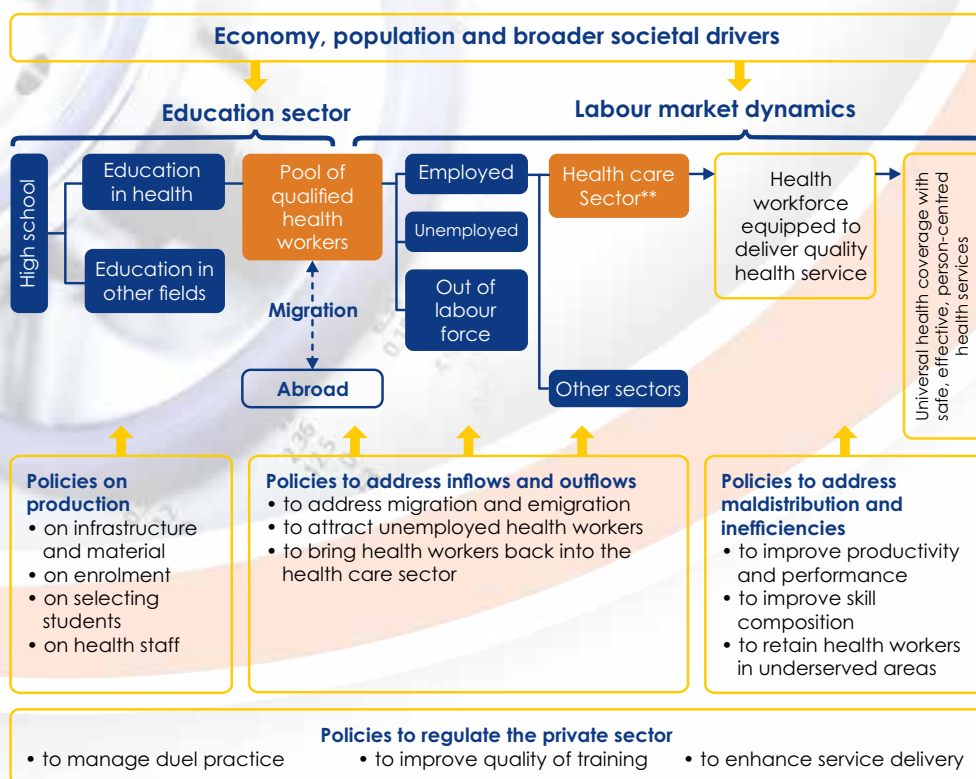 Economy, population and broader societal drivers
Education sector
Labour market dynamics
High school
Education
in health
Education in
other fields
Pool of
qualified
health
workers
Migration
Abroad
Employed
Unemployed
Out of
labour
force
Health care
Sector**
Other sectors
Health
workforce
equipped to
deliver quality
health service
Universal health coverage with
safe, effective, person-centred
health services
Policies on
production
• on infrastructure
and material
• on enrolment
• on selecting
students
• on health staff
Policies to address inflows and outflows
• to address migration and emigration
• to attract unemployed health workers
• to bring health workers back into the
health care sector
Policies to address
maldistribution and
inefficiencies
• to improve productivity
and performance
• to improve skill
composition
• to retain health workers
in underserved areas
Policies to regulate the private sector
• to manage duel practice
• to improve quality of training
• to enhance service delivery